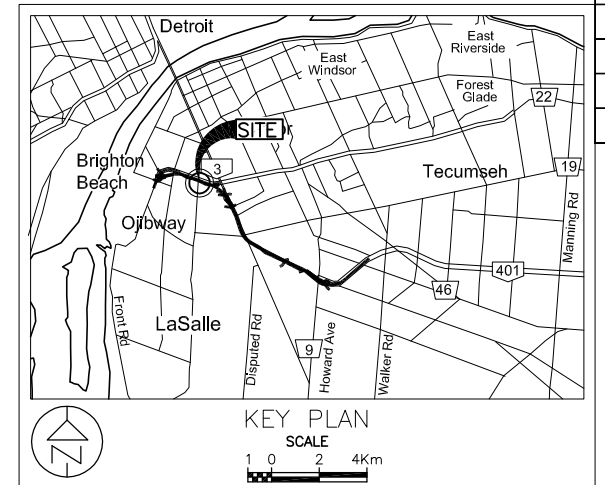 Detroit
East
Riverside
East
Windsor
Forest
Glade
22
SITE
3
Brighton
Beach
Tecumseh
19
Ojibway
Manning Rd
401
46
Front Rd
LaSalle
Disputed Rd
9
Howard Ave
Walker Rd
N
KEY PLAN
SCALE
1 0 2 4Km